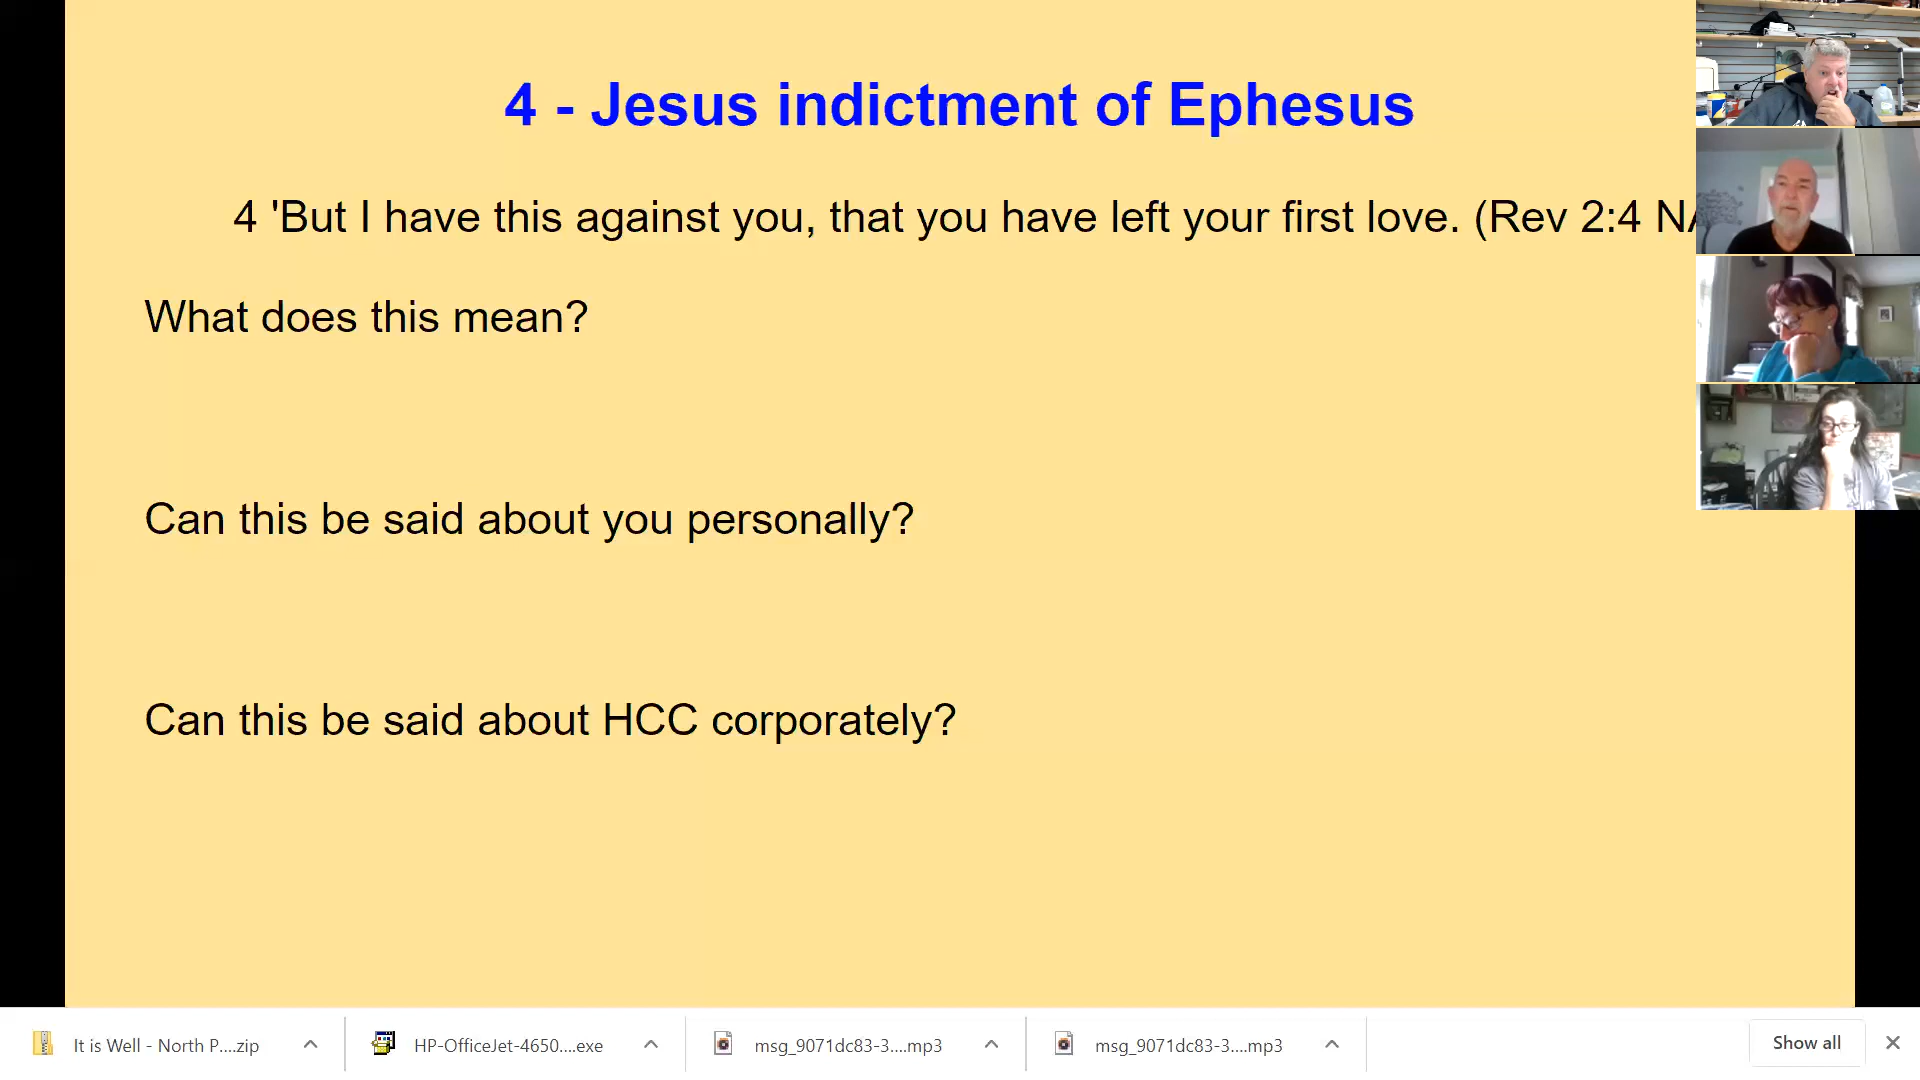 4 - Jesus indictment of Ephesus
4 'But I have this against you, that you have left your first love. (Rev 2:4
What does this mean?
Can this be said about you personally?
Can this be said about HCC corporately?
It is Well - North P....zip
HP-OfficeJet-4650....exe
msg_9071dc83-3....mp3
msg_9071dc83-3....mp3
Show all